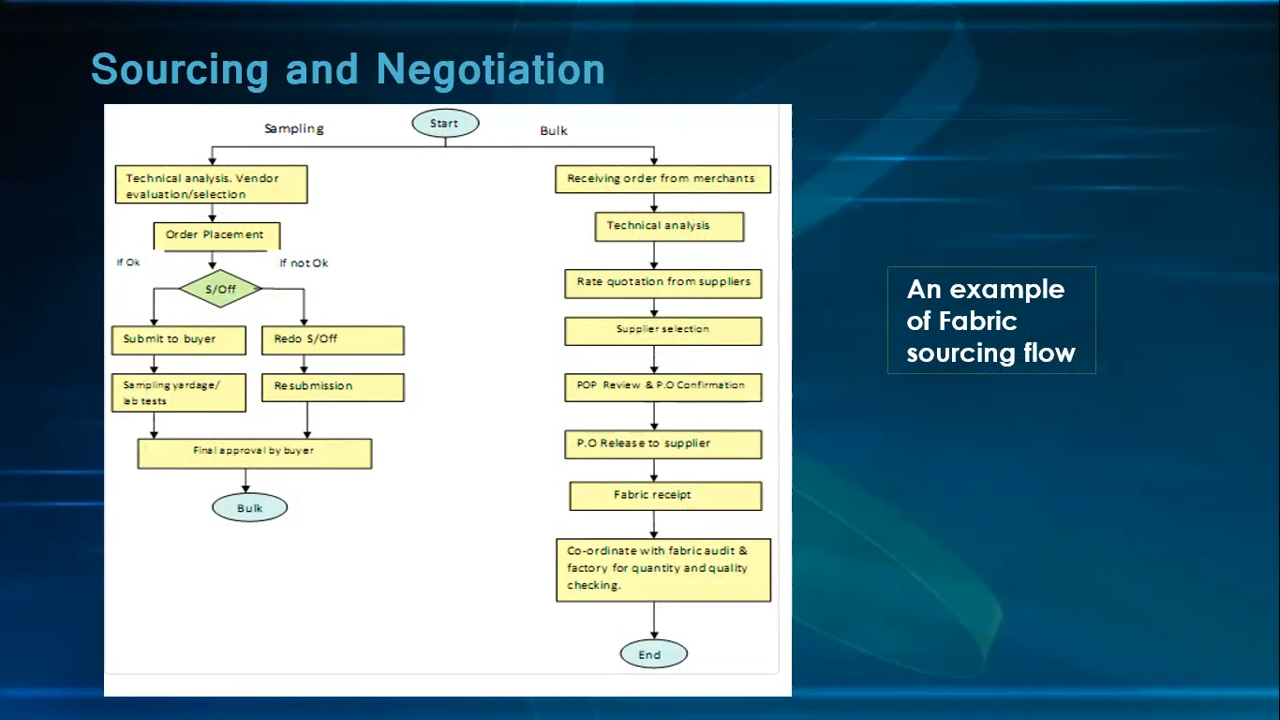 Sourcing and Negotiation
Start
Sampling
Bulk
Technical analysis. Vendor
evaluation/selection
Order Placement
If Ok
If not Ok
S/Off
Submit to buyer
Redo S/Off
Sampling yardage/
lab tests
Resubmission
Final approval by buyer
Bulk
Receiving order from merchants
Technical analysis
Rate quotation from suppliers
Supplier selection
POP Review & P.O Confirmation
P.O Release to supplier
Fabric receipt
Co-ordinate with fabric audit &
factory for quantity and quality
checking.
End
An example
of Fabric
sourcing flow